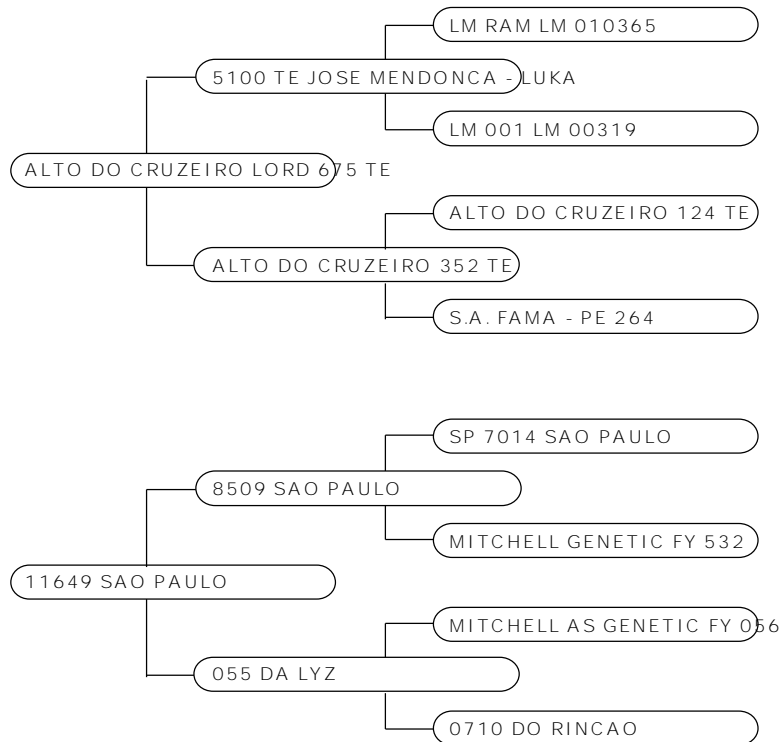 LM RAM LM 010365
5100 TE JOSE MENDONCA - LUKA
LM 001 LM 00319
ALTO DO CRUZEIRO LORD 675 TE
ALTO DO CRUZEIRO 124 TE
ALTO DO CRUZEIRO 352 TE
S.A. FAMA - PE 264
SP 7014 SAO PAULO
8509 SAO PAULO
MITCHELL GENETIC FY 532
11649 SAO PAULO
MITCHELL AS GENETIC FY 056
055 DA LYZ
0710 DO RINCAO